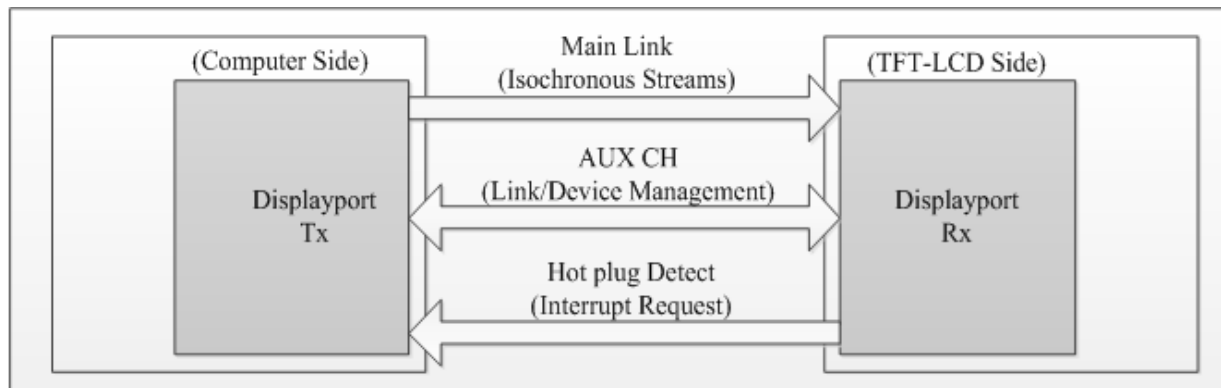 (Computer Side)
Displayport
Tx
Main Link
(Isochronous Streams)
AUX CH
(Link/Device Management)
Hot plug Detect
(Interrupt Request)
(TFT-LCD Side)
Displayport
Rx